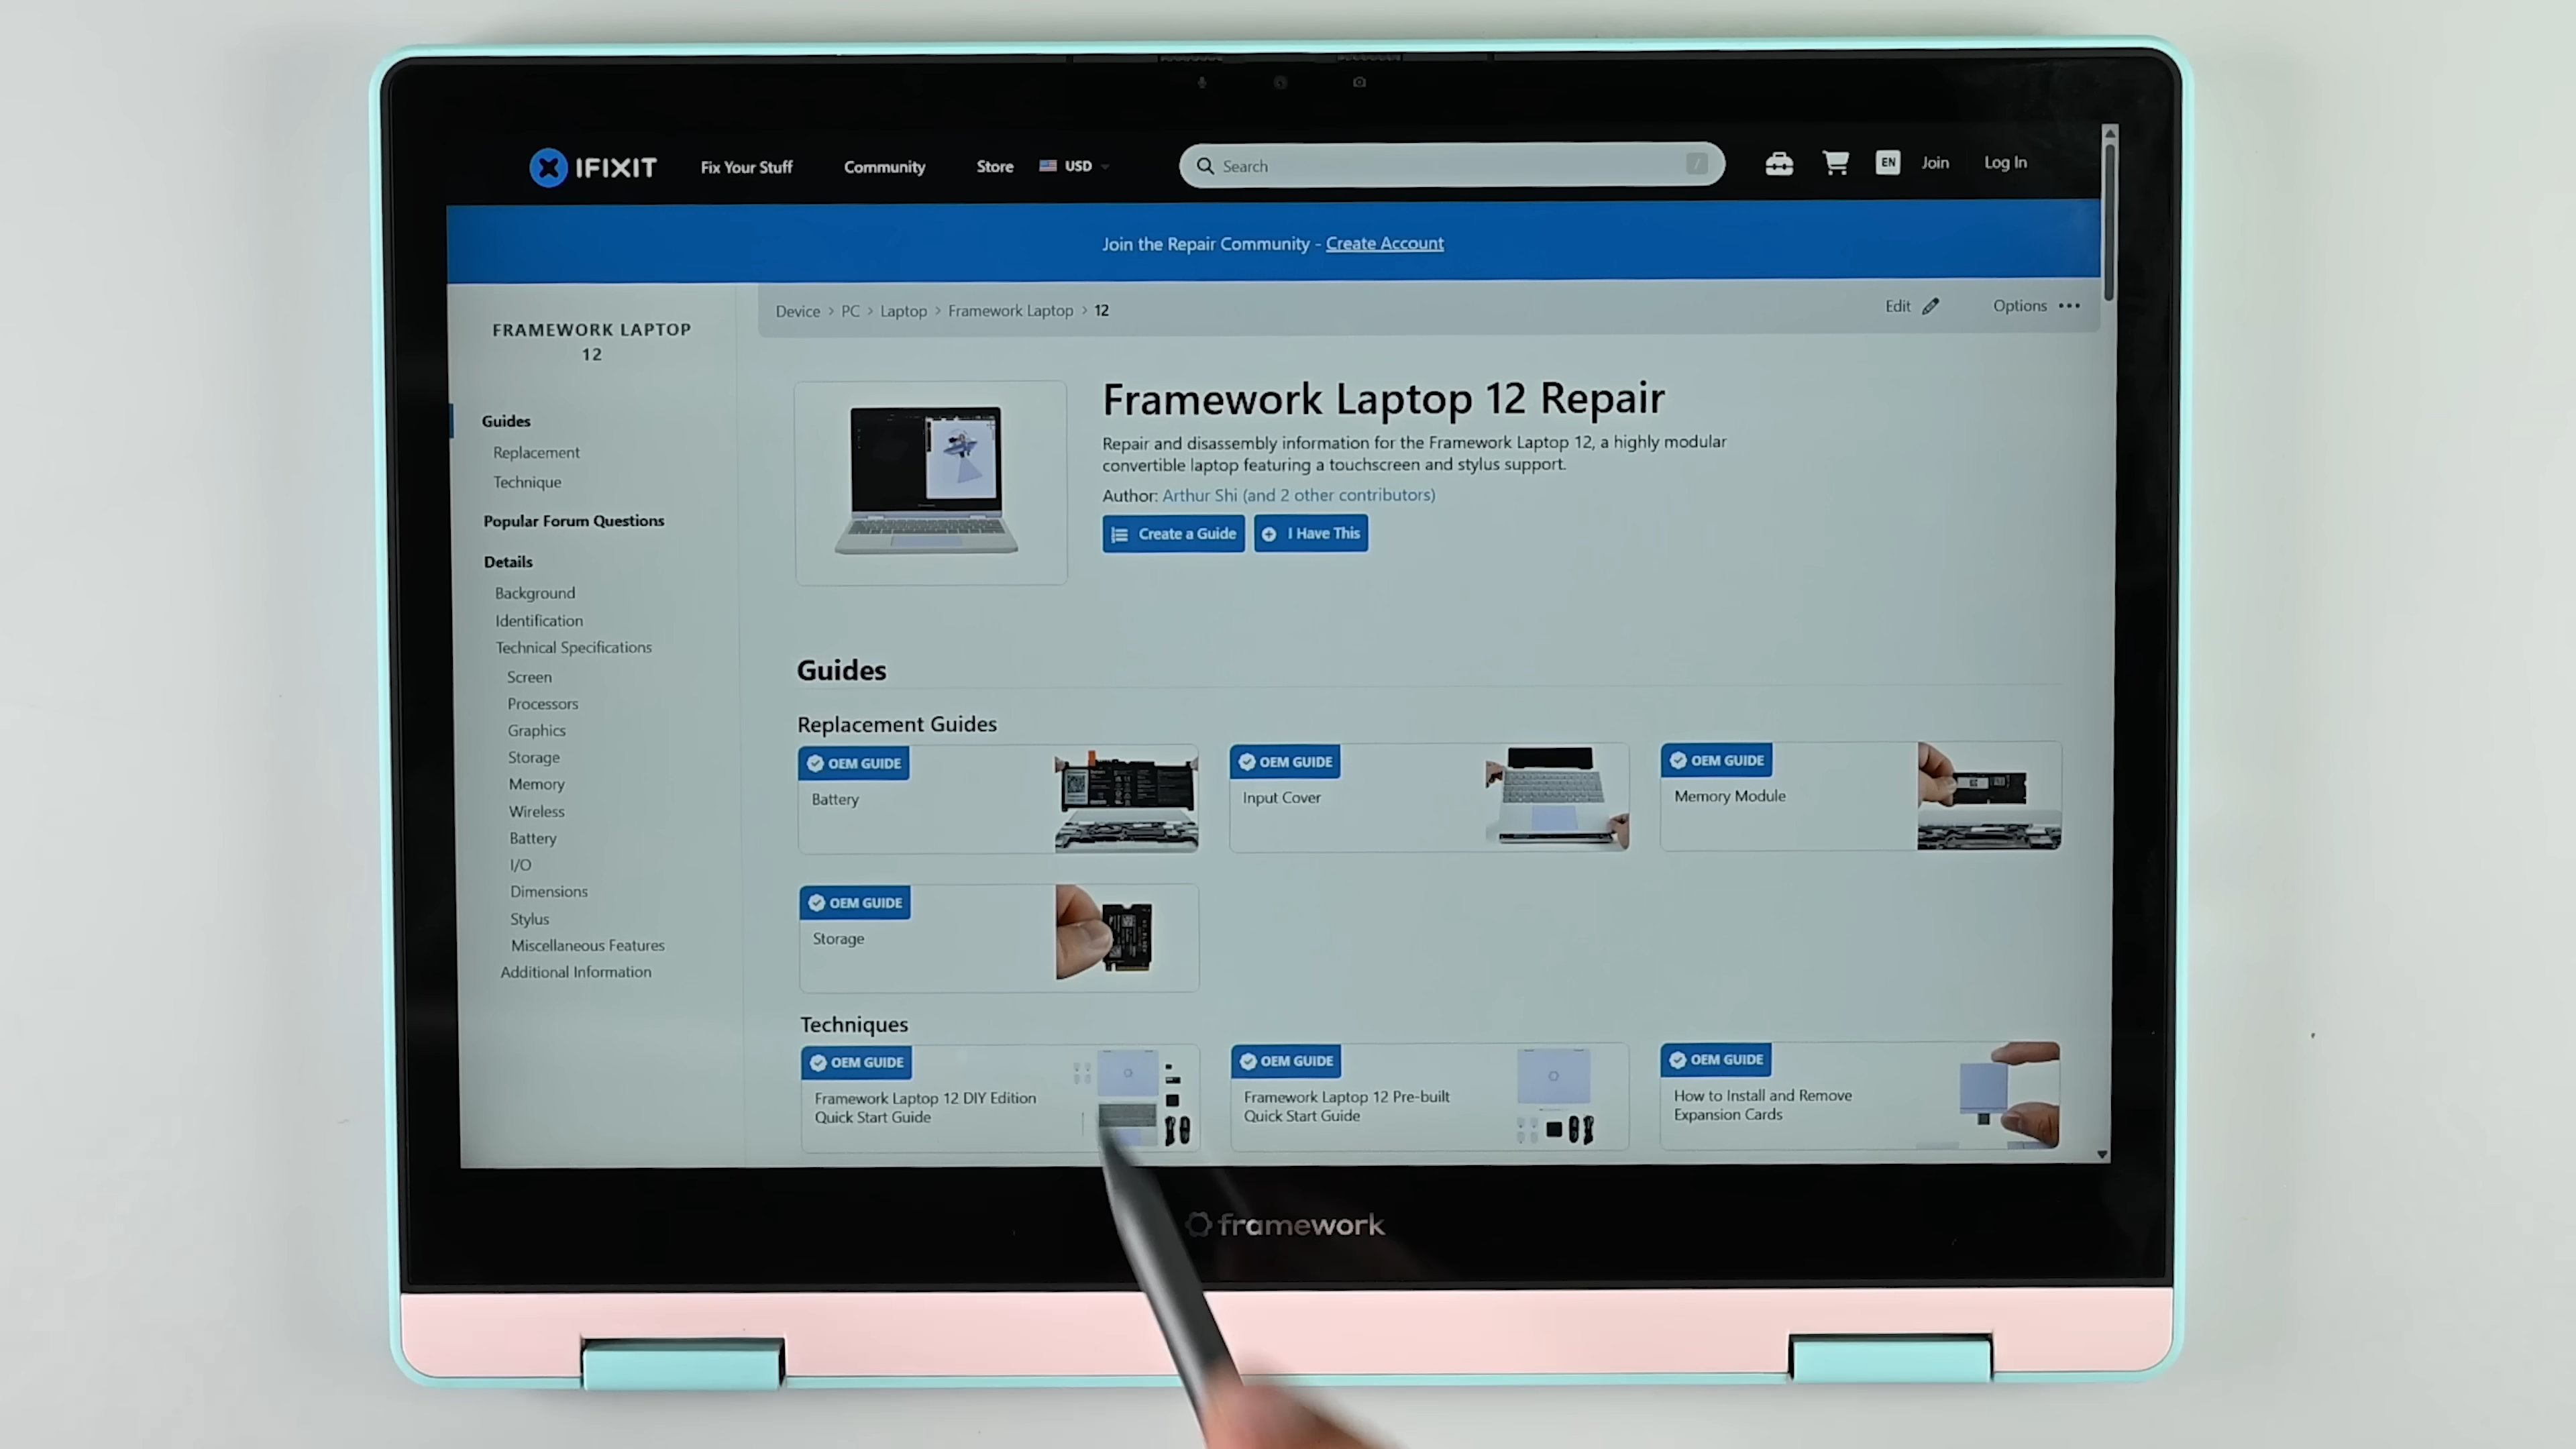 IFIXIT
Fix Your Stuff
Community
Store
USD
Search
/
EN
Join
Log In
Join the Repair Community - Create Account
FRAMEWORK LAPTOP
12
Guides
Replacement
Technique
Popular Forum Questions
Details
Background
Identification
Technical Specifications
Screen
Processors
Graphics
Storage
Memory
Wireless
Battery
I/O
Dimensions
Stylus
Miscellaneous Features
Additional Information
Device > PC > Laptop > Framework Laptop > 12
Edit
Options •••
Framework Laptop 12 Repair
Repair and disassembly information for the Framework Laptop 12, a highly modular
convertible laptop featuring a touchscreen and stylus support.
Author: Arthur Shi (and 2 other contributors)
Create a Guide
I Have This
Guides
Replacement Guides
OEM GUIDE
Battery
OEM GUIDE
Input Cover
OEM GUIDE
Memory Module
OEM GUIDE
Storage
Techniques
OEM GUIDE
Framework Laptop 12 DIY Edition
Quick Start Guide
OEM GUIDE
Framework Laptop 12 Pre-built
Quick Start Guide
OEM GUIDE
How to Install and Remove
Expansion Cards
framework